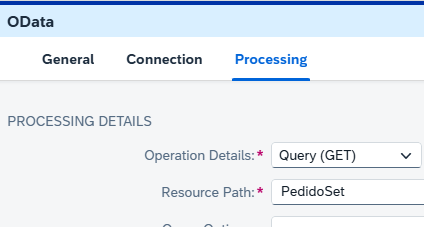 OData
General Connection Processing
PROCESSING DETAILS
Operation Details:* Query (GET)
Resource Path:* PedidoSet